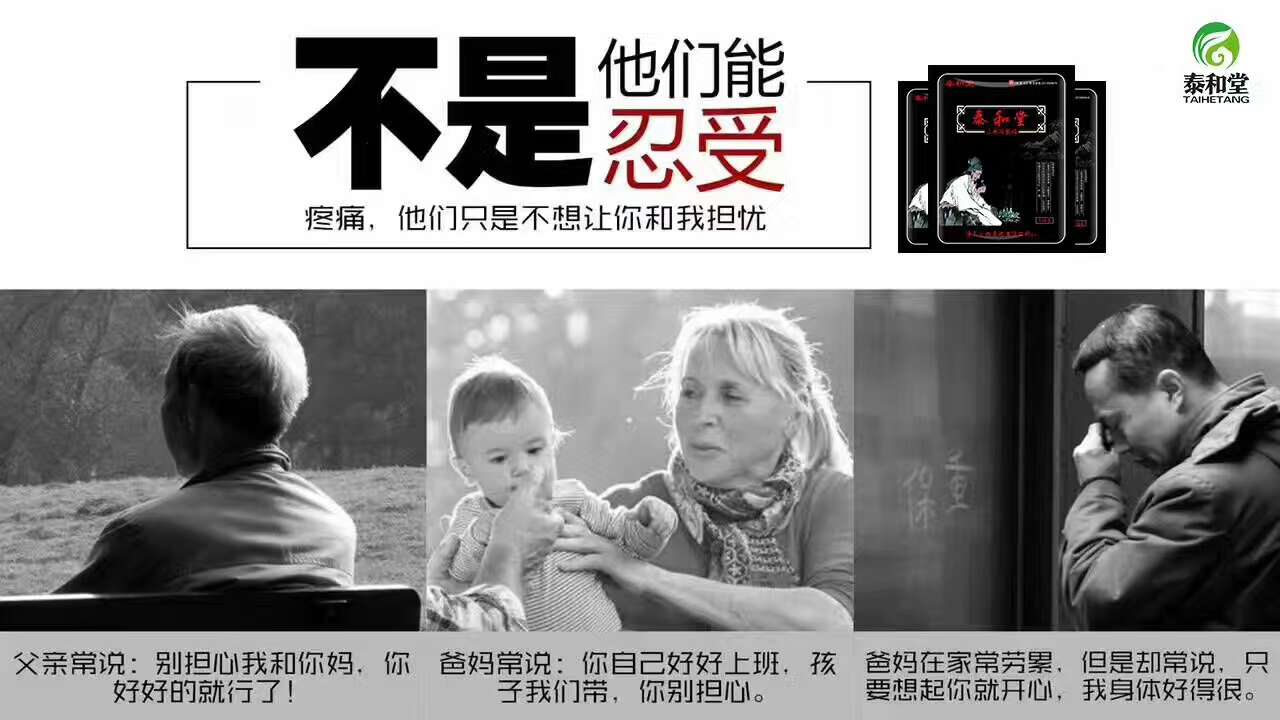 不是他们能
忍受
疼痛，他们只是不想让你和我担忧
泰和堂
泰和堂
TAIHETANG
保重
父亲常说：别担心我和你妈，你
好好的就行了！
爸妈常说：你自己好好上班，孩
子我们带，你别担心。
爸妈在家常劳累，但是却常说，只
要想起你就开心，我身体好得很。